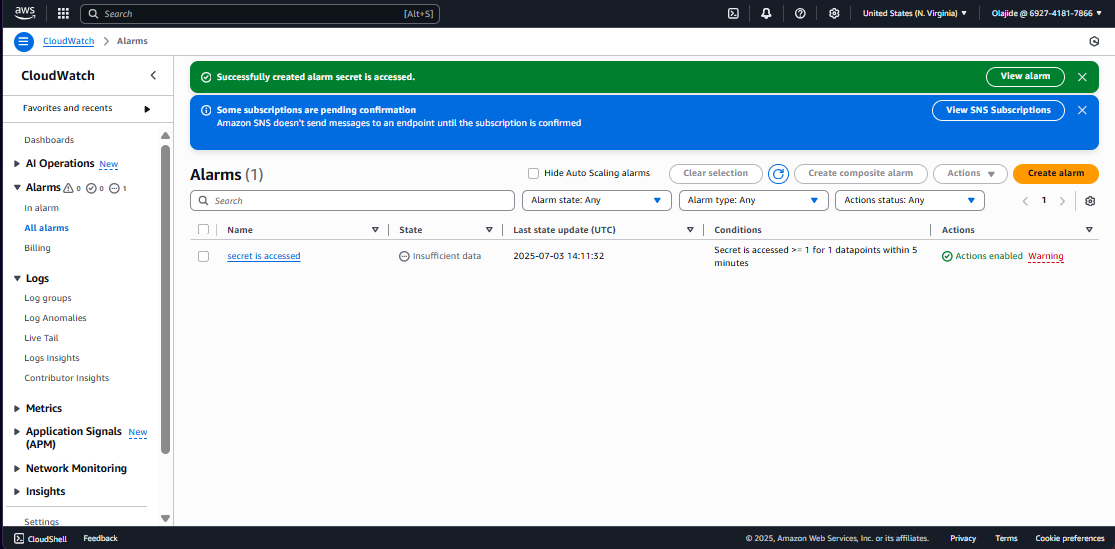 aws Search [Alt+S] United States (N. Virginia) Olajide @ 6927-4181-7866
CloudWatch Alarms
CloudWatch
Favorites and recents
Dashboards
AI Operations New
Alarms 0 0 1
In alarm
All alarms
Billing
Logs
Log groups
Log Anomalies
Live Tail
Logs Insights
Contributor Insights
Metrics
Application Signals New
(APM)
Network Monitoring
Insights
Settings
Successfully created alarm secret is accessed. View alarm
Some subscriptions are pending confirmation View SNS Subscriptions
Amazon SNS doesn't send messages to an endpoint until the subscription is confirmed
Alarms (1) Hide Auto Scaling alarms Clear selection Create composite alarm Actions Create alarm
Search Alarm state: Any Alarm type: Any Actions status: Any 1
Name State Last state update (UTC) Conditions Actions
secret is accessed Insufficient data 2025-07-03 14:11:32 Secret is accessed >= 1 for 1 datapoints within 5 Actions enabled Warning
minutes
CloudShell Feedback © 2025, Amazon Web Services, Inc. or its affiliates. Privacy Terms Cookie preferences